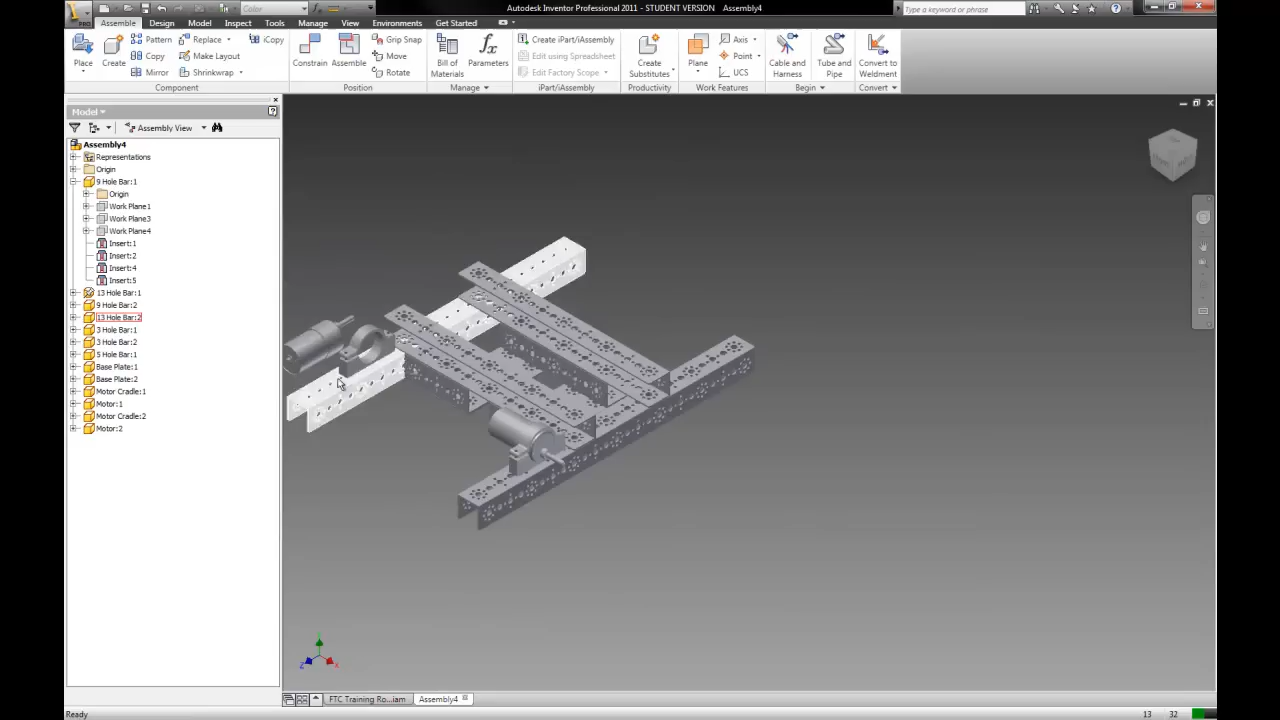 Autodesk Inventor Professional 2011 - STUDENT VERSION Assembly4
Type a keyword or phrase
Color
PRO
Assemble Design Model Inspect Tools Manage View Environments Get Started
Place
Create
Pattern
Copy
Mirror
Replace
Make Layout
Shrinkwrap
iCopy
Component
Constrain
Assemble
Grip Snap
Move
Rotate
Position
Bill of Materials
Parameters
Manage
Create iPart/iAssembly
Edit using Spreadsheet
Edit Factory Scope
iPart/iAssembly
Create Substitutes
Productivity
Plane
Axis
Point
UCS
Work Features
Cable and Harness
Tube and Pipe
Begin
Convert to Weldment
Convert
Model
Assembly View
Assembly4
Representations
Origin
9 Hole Bar:1
Origin
Work Plane1
Work Plane3
Work Plane4
Insert:1
Insert:2
Insert:4
Insert:5
13 Hole Bar:1
9 Hole Bar:2
13 Hole Bar:2
3 Hole Bar:1
3 Hole Bar:2
5 Hole Bar:1
Base Plate:1
Base Plate:2
Motor Cradle:1
Motor:1
Motor Cradle:2
Motor:2
Z X
FTC Training Ro...iam Assembly4
Ready 13 32